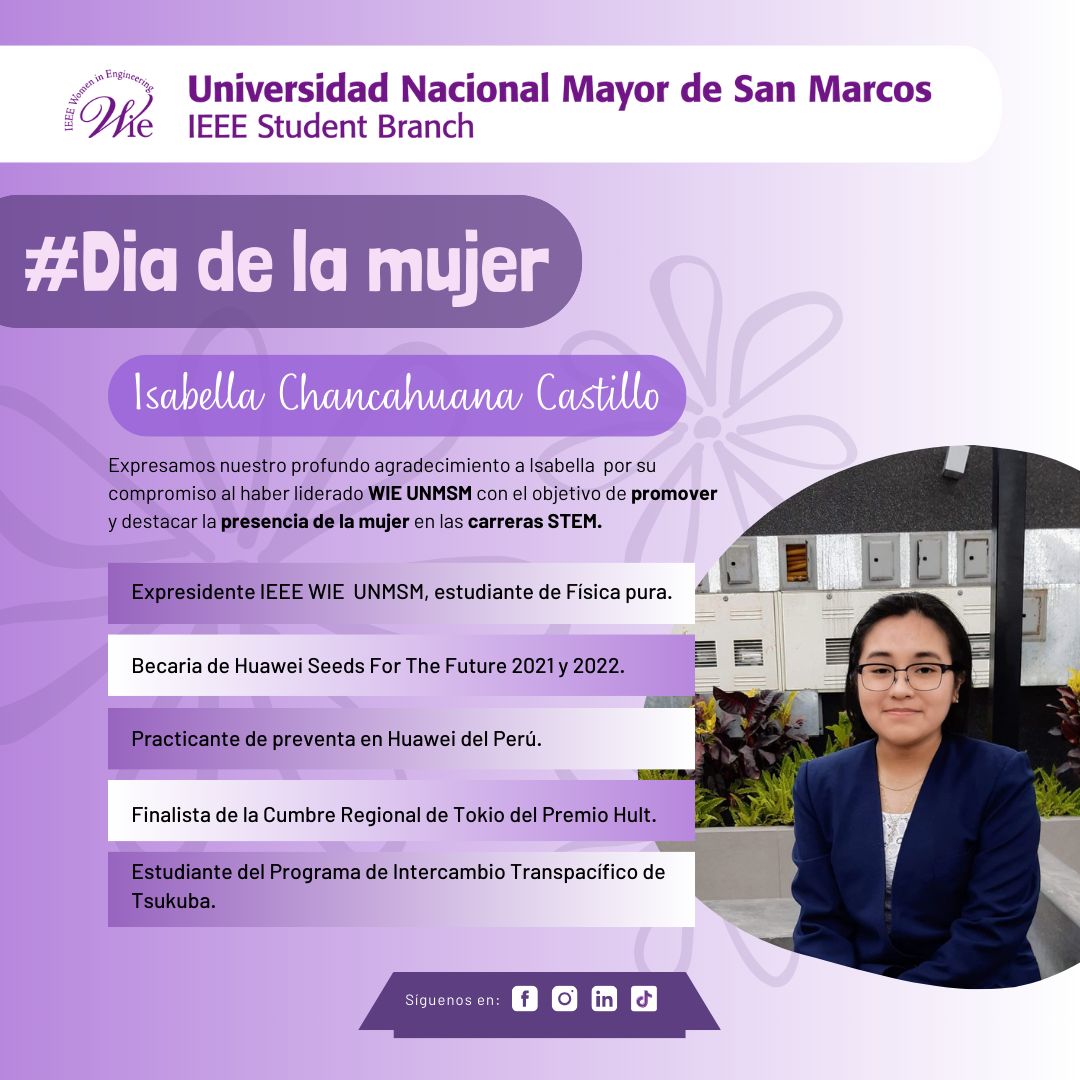 IEEE Women in Engineering
Wie
Universidad Nacional Mayor de San Marcos
IEEE Student Branch
#Dia de la mujer
Isabella Chancahuana Castillo
Expresamos nuestro profundo agradecimiento a Isabella por su
compromiso al haber liderado WIE UNMSM con el objetivo de promover
y destacar la presencia de la mujer en las carreras STEM.
Expresidente IEEE WIE UNMSM, estudiante de Física pura.
Becaria de Huawei Seeds For The Future 2021 y 2022.
Practicante de preventa en Huawei del Perú.
Finalista de la Cumbre Regional de Tokio del Premio Hult.
Estudiante del Programa de Intercambio Transpacífico de
Tsukuba.
Síguenos en: